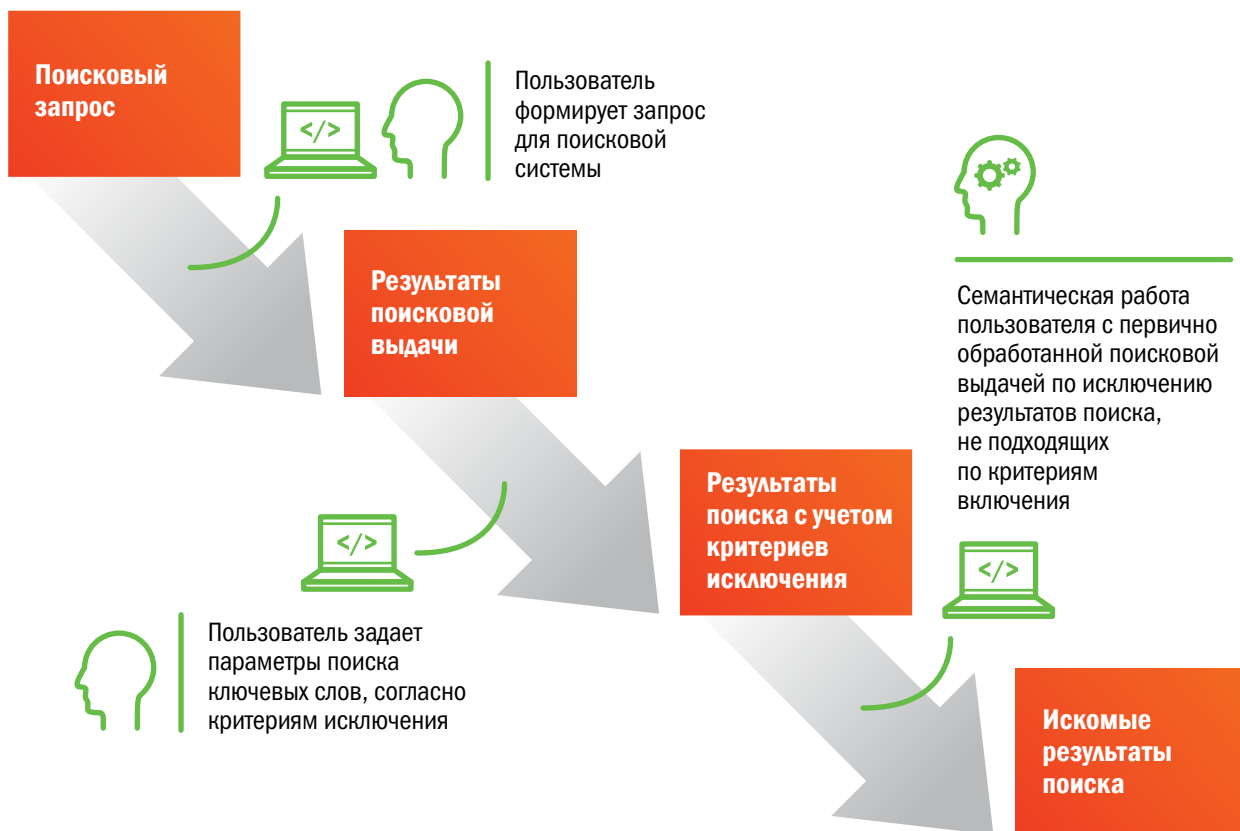 Поисковый
запрос
</>
Пользователь
формирует запрос
для поисковой
системы
Результаты
поисковой
выдачи
Семантическая работа
пользователя с первично
обработанной поисковой
выдачей по исключению
результатов поиска,
не подходящих
по критериям
включения
</>
Пользователь задает
параметры поиска
ключевых слов, согласно
критериям исключения
Результаты
поиска с учетом
критериев
исключения
</>
Искомые
результаты
поиска